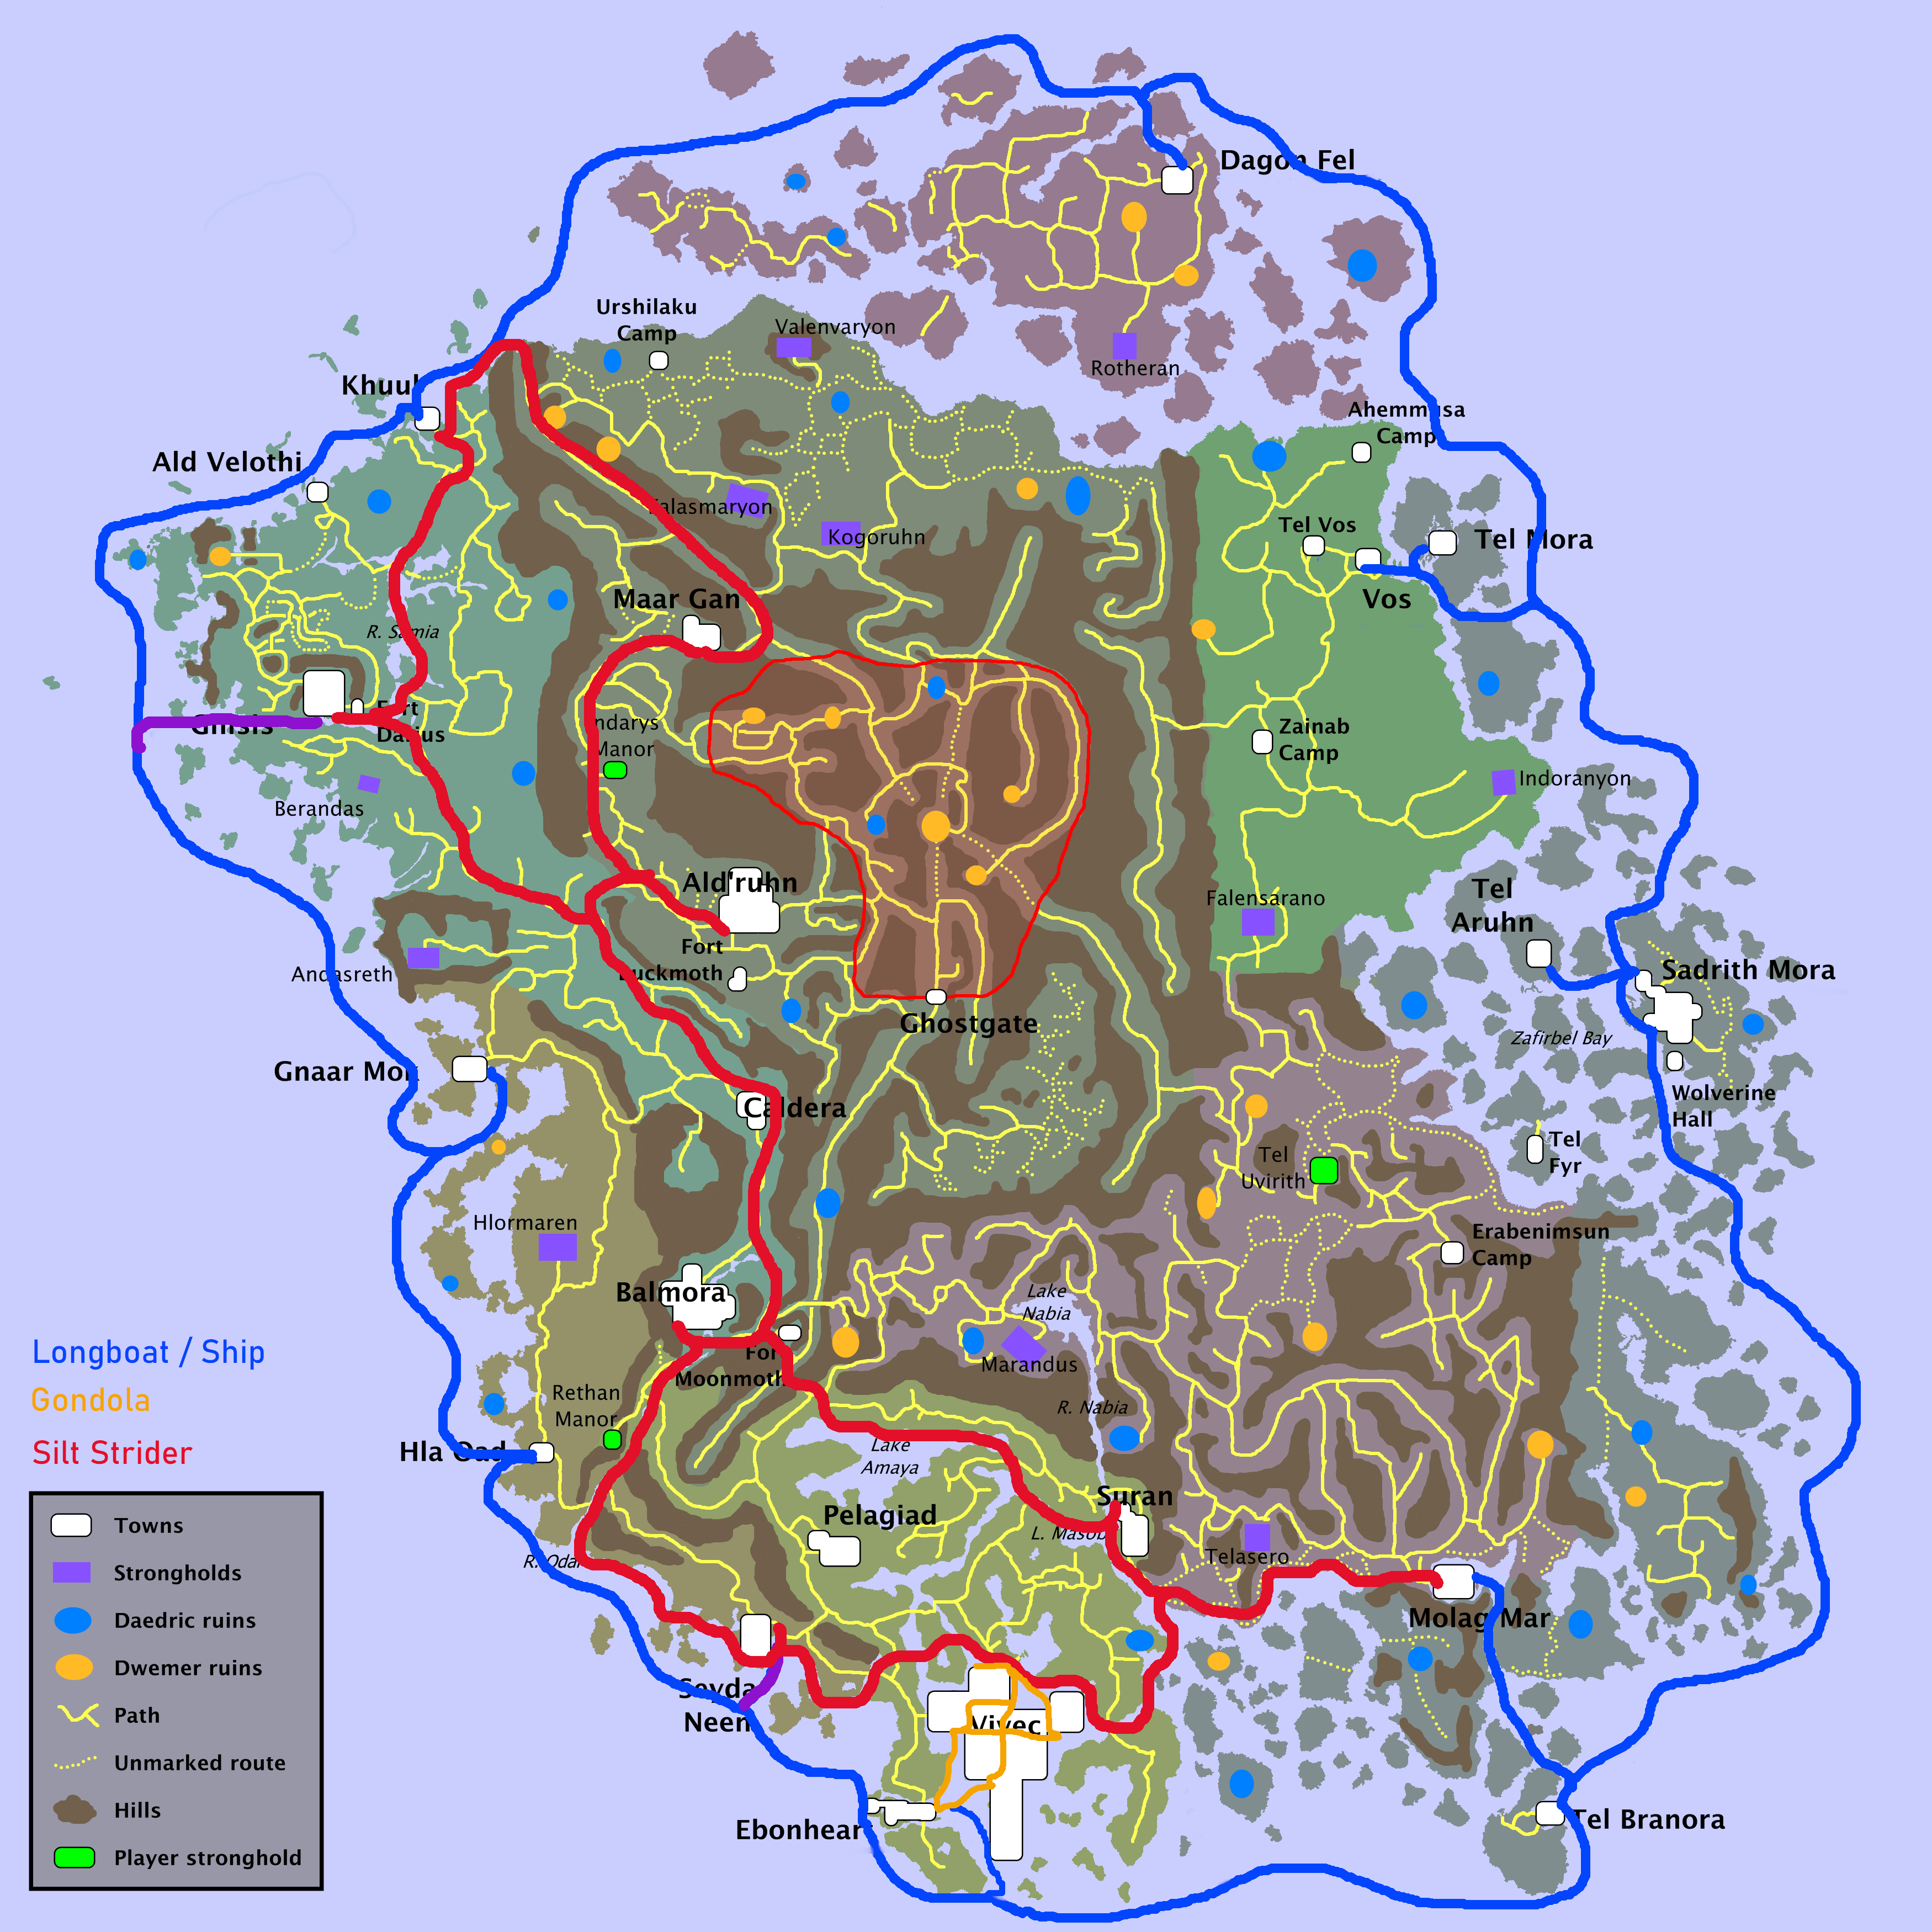 Dagon Fel
Urshilaku
Camp
Valenvaryon
Rotheran
Khuul
Ahemmusa
Camp
Ald Velothi
Falasmaryon
Kogoruhn
Tel Vos
Tel Mora
Vos
Maar Gan
R. Samia
Gnisis
Fort
Darius
Andarys
Manor
Zainab
Camp
Indoranyon
Berandas
Ald'ruhn
Falensarano
Tel
Aruhn
Fort
Buckmoth
Andasreth
Sadrith Mora
Ghostgate
Zafirbel Bay
Gnaar Mok
Wolverine
Hall
Caldera
Tel
Fyr
Tel
Uvirith
Hlormaren
Erabenimsun
Camp
Balmora
Lake
Nabia
Longboat / Ship
Fort
Moonmoth
Marandus
Gondola
Rethan
Manor
R. Nabia
Silt Strider
Hla Oad
Lake
Amaya
Suran
Pelagiad
L. Masobi
R. Odai
Telasero
Molag Mar
Seyda
Neen
Vivec
Ebonheart
Tel Branora
Towns
Strongholds
Daedric ruins
Dwemer ruins
Path
Unmarked route
Hills
Player stronghold